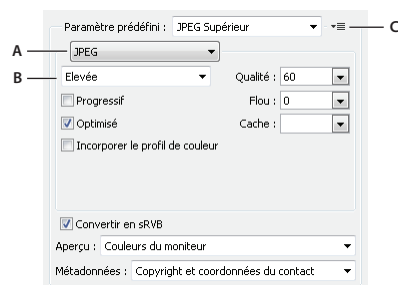 Paramètre prédéfini : JPEG Supérieur C
A JPEG
B Elevée Qualité : 60
Progressif Flou : 0
Optimisé Cache :
Incorporer le profil de couleur
Convertir en sRVB
Aperçu : Couleurs du moniteur
Métadonnées : Copyright et coordonnées du contact